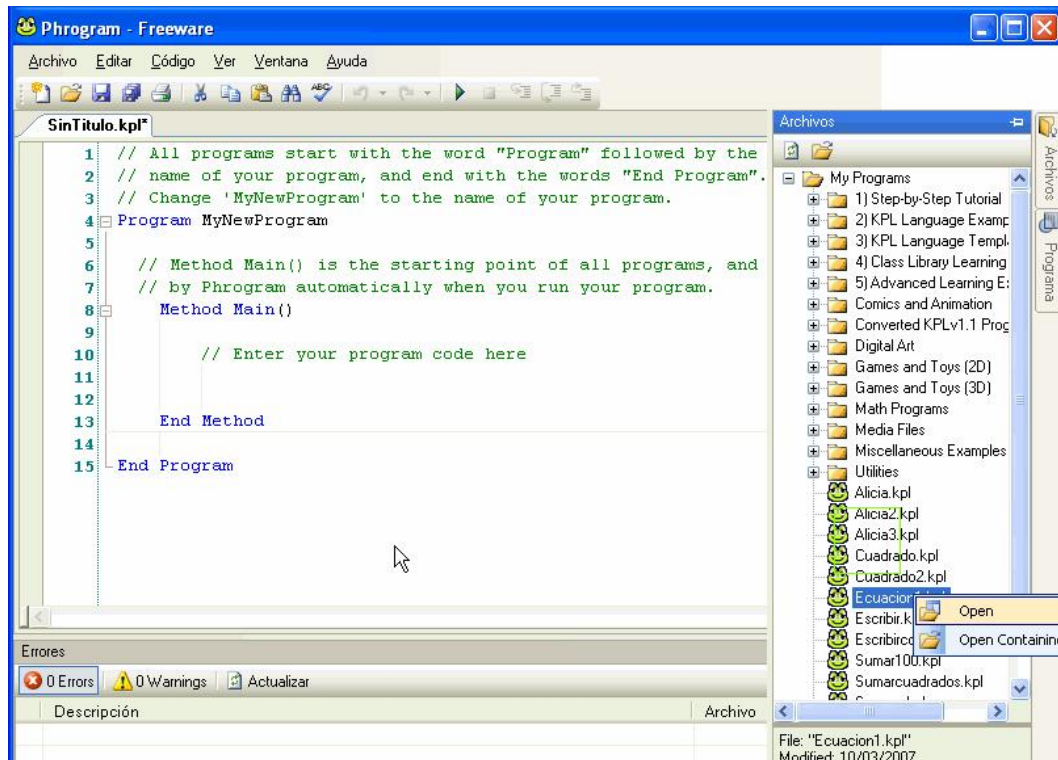 Phrogram - Freeware
Archivo Editar Código Ver Ventana Ayuda
SinTitulo.kpl*
1 // All programs start with the word "Program" followed by the
2 // name of your program, and end with the words "End Program".
3 // Change 'MyNewProgram' to the name of your program.
4 Program MyNewProgram
5
6 // Method Main() is the starting point of all programs, and
7 // by Phrogram automatically when you run your program.
8 Method Main()
9
10 // Enter your program code here
11
12
13 End Method
14
15 End Program
Errores
0 Errors 0 Warnings Actualizar
Descripción Archivo
Archivos
My Programs
1) Step-by-Step Tutorial
2) KPL Language Examp
3) KPL Language Templ
4) Class Library Learning
5) Advanced Learning E
Comics and Animation
Converted KPLv1.1 Prog
Digital Art
Games and Toys (2D)
Games and Toys (3D)
Math Programs
Media Files
Miscellaneous Examples
Utilities
Alicia.kpl
Alicia2.kpl
Alicia3.kpl
Cuadrado.kpl
Cuadrado2.kpl
Escribir.k
Sumar100.kpl
Sumarcuadrados.kpl
Open
Open Containing
File: "Ecuacion1.kpl"
Modified: 10/03/2007
Archivos
Programa